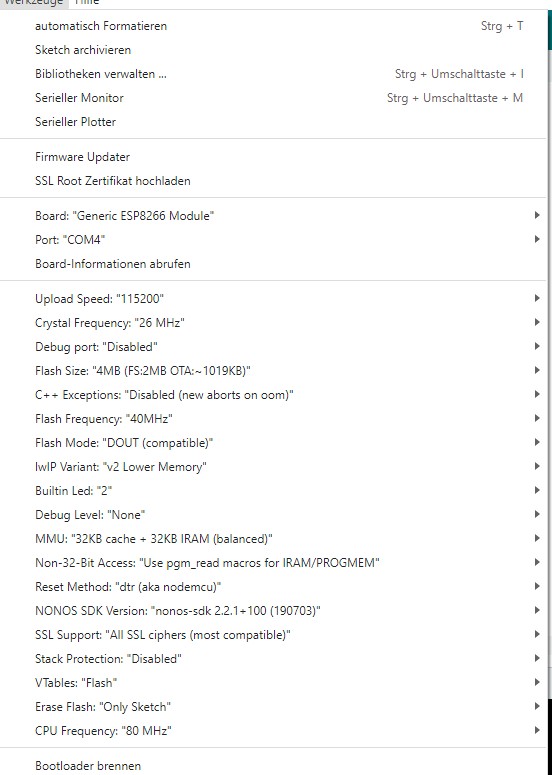 Werkzeuge Hilfe
automatisch Formatieren Strg + T
Sketch archivieren
Bibliotheken verwalten ... Strg + Umschalttaste + I
Serieller Monitor Strg + Umschalttaste + M
Serieller Plotter
Firmware Updater
SSL Root Zertifikat hochladen
Board: "Generic ESP8266 Module"
Port: "COM4"
Board-Informationen abrufen
Upload Speed: "115200"
Crystal Frequency: "26 MHz"
Debug port: "Disabled"
Flash Size: "4MB (FS:2MB OTA:~1019KB)"
C++ Exceptions: "Disabled (new aborts on oom)"
Flash Frequency: "40MHz"
Flash Mode: "DOUT (compatible)"
lwIP Variant: "v2 Lower Memory"
Builtin Led: "2"
Debug Level: "None"
MMU: "32KB cache + 32KB IRAM (balanced)"
Non-32-Bit Access: "Use pgm_read macros for IRAM/PROGMEM"
Reset Method: "dtr (aka nodemcu)"
NONOS SDK Version: "nonos-sdk 2.2.1+100 (190703)"
SSL Support: "All SSL ciphers (most compatible)"
Stack Protection: "Disabled"
VTables: "Flash"
Erase Flash: "Only Sketch"
CPU Frequency: "80 MHz"
Bootloader brennen